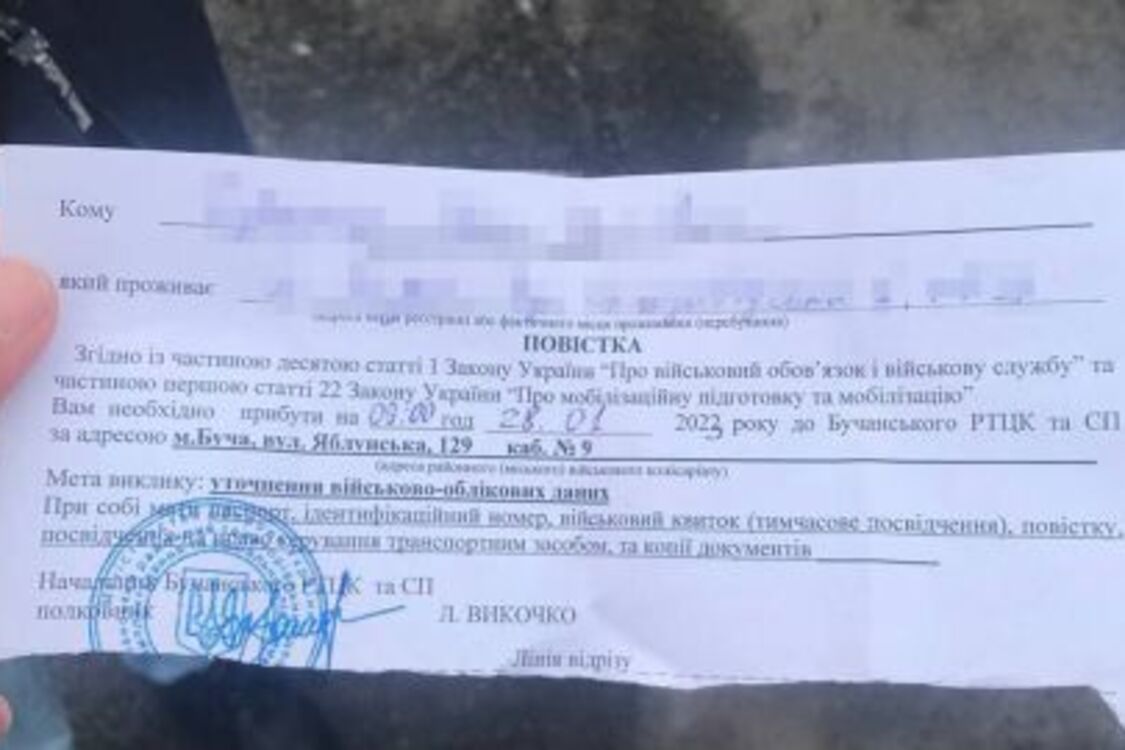 Кому
який проживає
(адреса місця реєстрації або фактичного місця проживання (перебування)
ПОВІСТКА
Згідно із частиною десятою статті 1 Закону України "Про військовий обов'язок і військову службу" та
частиною першою статті 22 Закону України "Про мобілізаційну підготовку та мобілізацію"
Вам необхідно прибути на 09.00 год 28. 01 2023 року до Бучанського РТЦК та СП
за адресою м.Буча, вул. Яблунська, 129 каб. № 9
(адреса районного (міського) військового комісаріату)
Мета виклику: уточнення військово-облікових даних
При собі мати паспорт, ідентифікаційний номер, військовий квиток (тимчасове посвідчення), повістку,
посвідчення на право керування транспортним засобом, та копії документів
Начальник Бучанського РТЦК та СП
полковник Л. ВИКОЧКО
Лінія відрізу